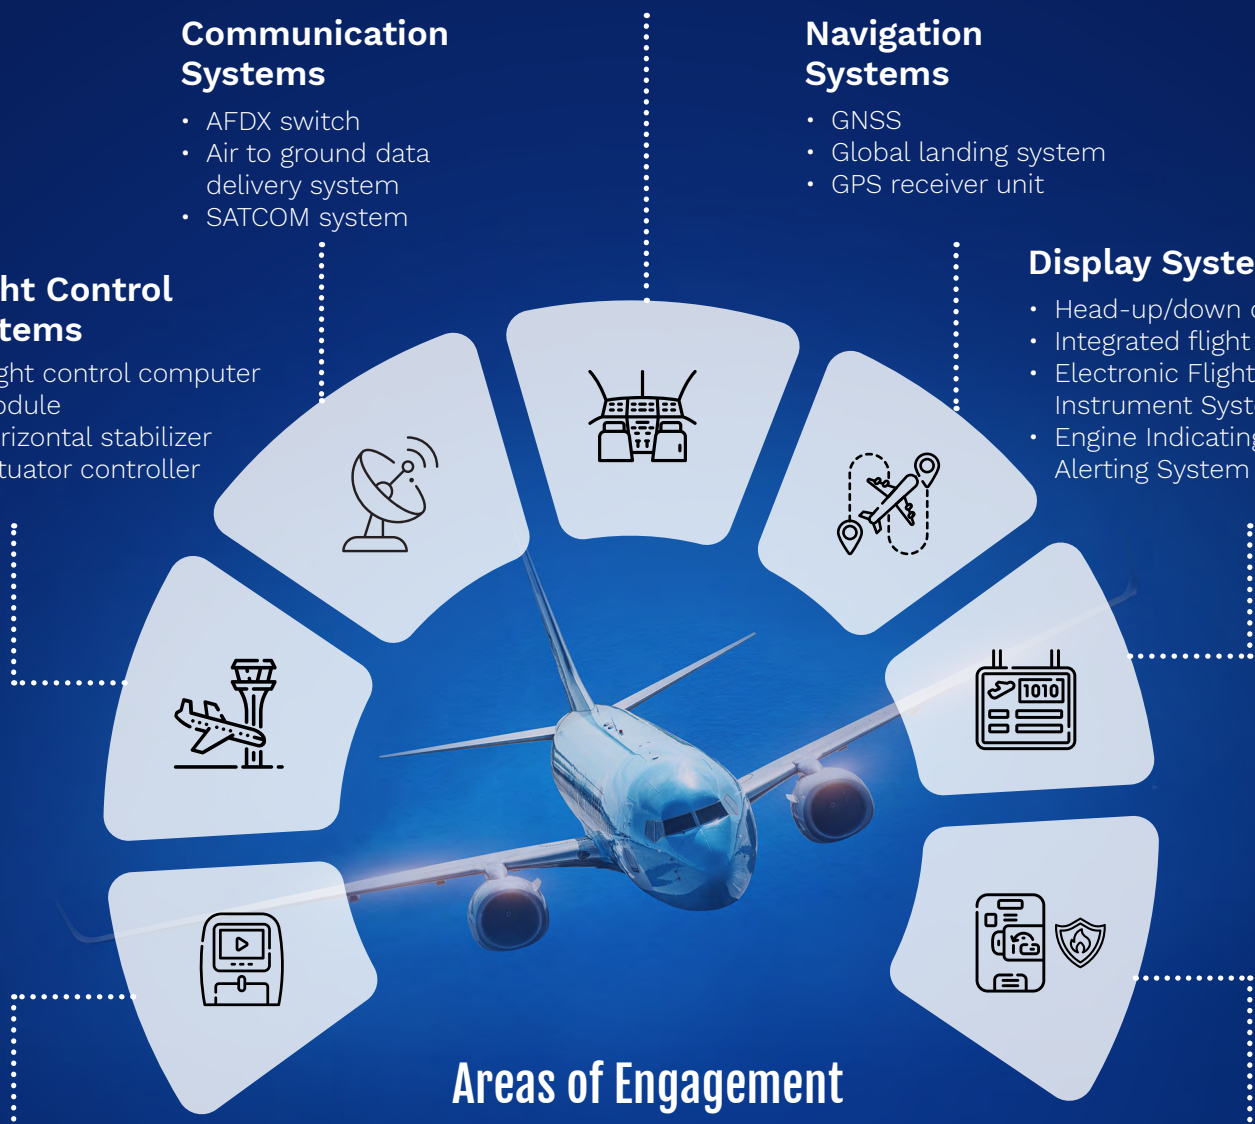 Communication
Systems
• AFDX switch
• Air to ground data
delivery system
• SATCOM system
Navigation
Systems
• GNSS
• Global landing system
• GPS receiver unit
ht Control
tems
ght control computer
odule
rizontal stabilizer
tuator controller
Display Syste
• Head-up/down
• Integrated flight
• Electronic Flight
Instrument Syst
• Engine Indicating
Alerting System
1010
Areas of Engagement